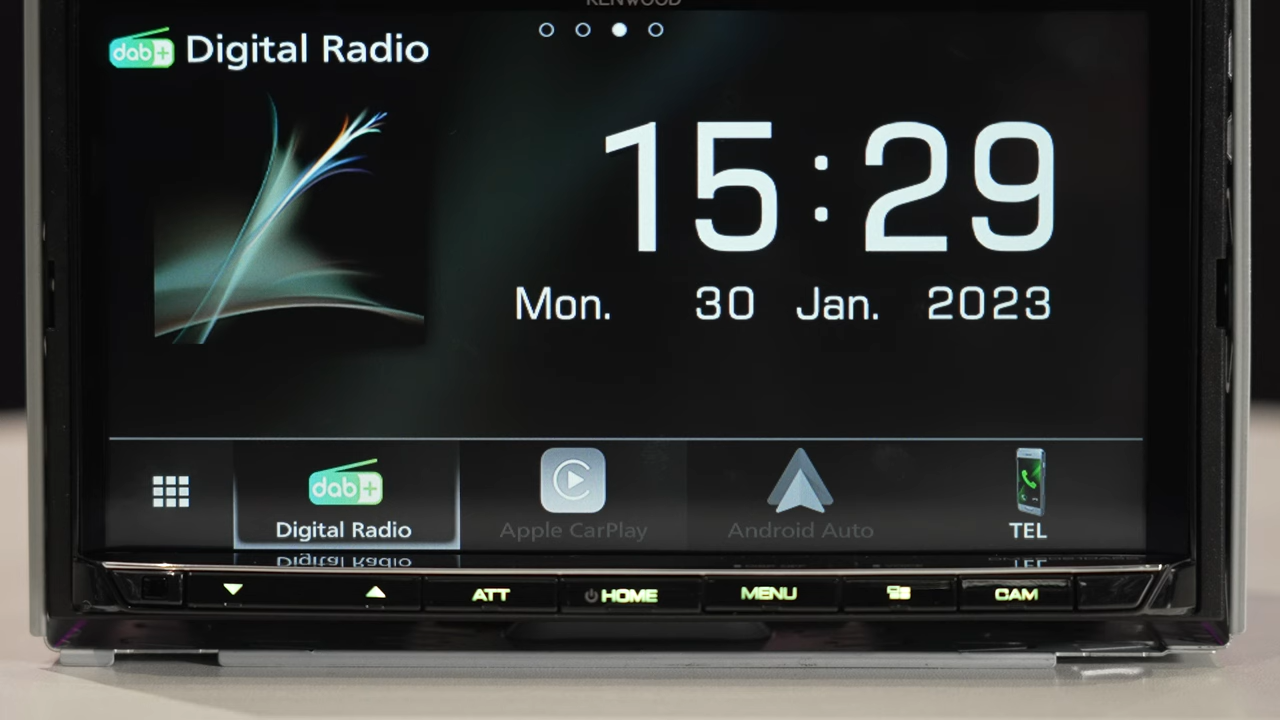 KENWOOD
dab+ Digital Radio
15:29
Mon. 30 Jan. 2023
dab+
Digital Radio
Apple CarPlay
Android Auto
TEL
ATT
HOME
MENU
CAM